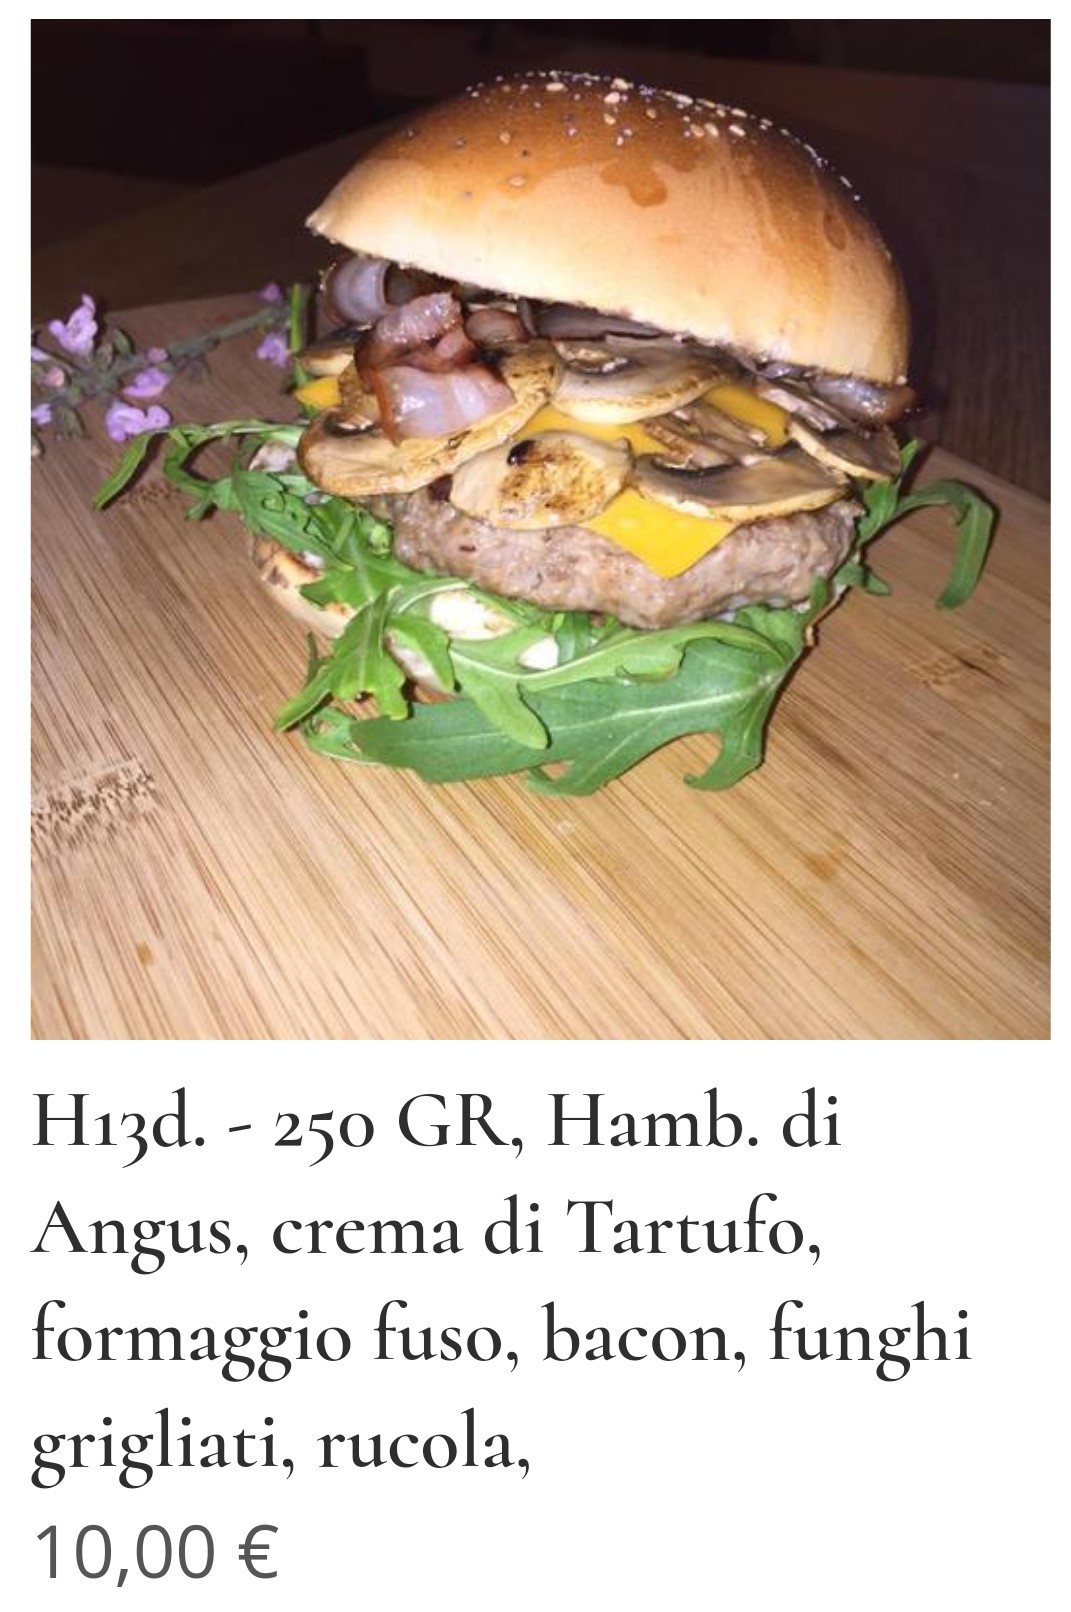 H13d. - 250 GR, Hamb. di
Angus, crema di Tartufo,
formaggio fuso, bacon, funghi
grigliati, rucola,
10,00 €